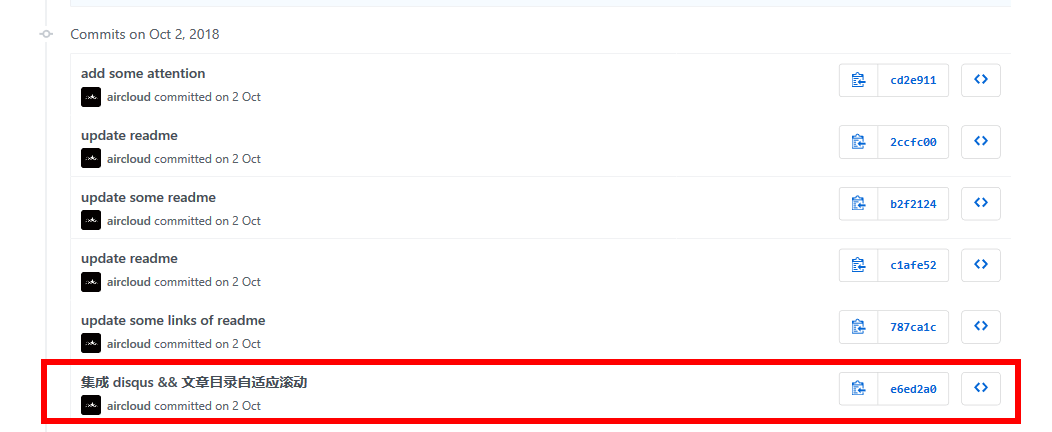 Commits on Oct 2, 2018
add some attention
aircloud committed on 2 Oct
cd2e911
update readme
aircloud committed on 2 Oct
2ccfc00
update some readme
aircloud committed on 2 Oct
b2f2124
update readme
aircloud committed on 2 Oct
c1afe52
update some links of readme
aircloud committed on 2 Oct
787ca1c
集成 disqus && 文章目录自适应滚动
aircloud committed on 2 Oct
e6ed2a0